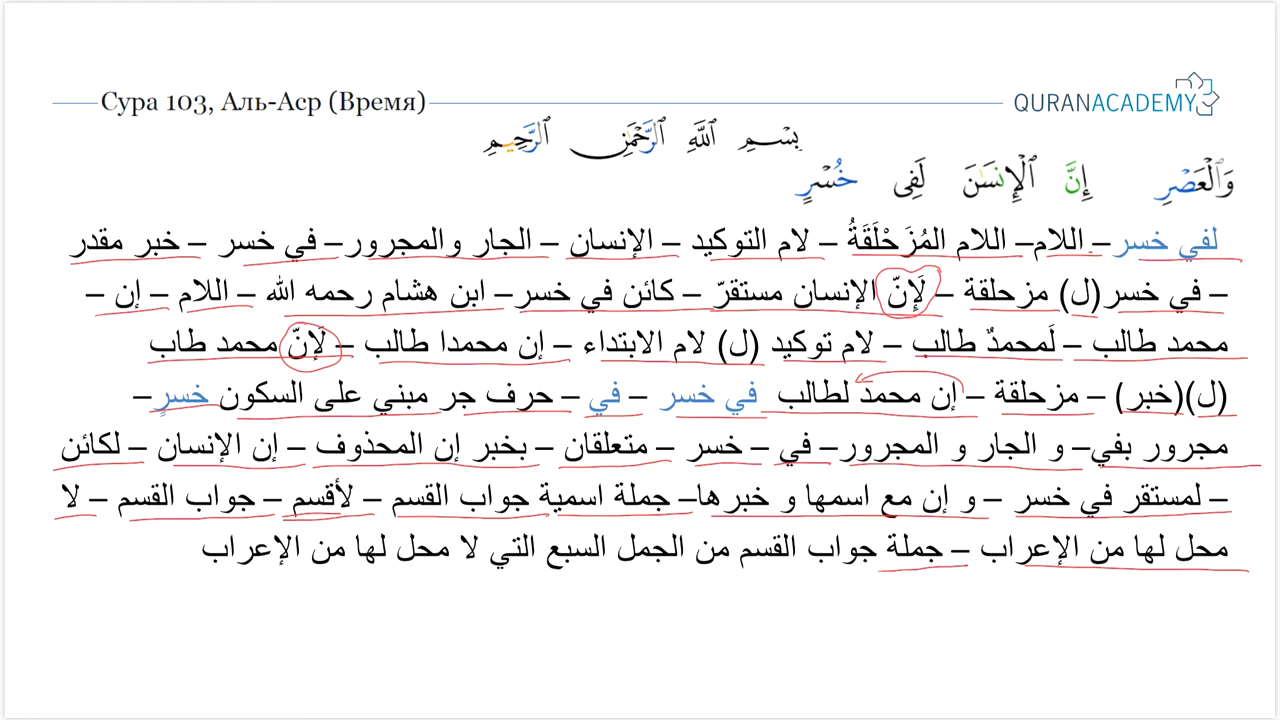 Сура 103, Аль-Аср (Время)
QURANACADEMY
بِسْمِ ٱللَّهِ ٱلرَّحْمَٰنِ ٱلرَّحِيمِ
وَٱلْعَصْرِ إِنَّ ٱلْإِنسَٰنَ لَفِى خُسْرٍ
لفي خسر – اللام– اللام المُزَحْلَقَةُ – لام التوكيد – الإنسان – الجار والمجرور– في خسر – خبر مقدر
– في خسر(ل) مزحلقة – لَإِنّ الإنسان مستقرّ – كائن في خسر– ابن هشام رحمه الله – اللام – إن –
محمد طالب – لَمحمدٌ طالب – لام توكيد (ل) لام الابتداء – إن محمدا طالب – لَإنّ محمد طاب
(ل)(خبر) – مزحلقة – إن محمدَ لطالب في خسر – في – حرف جر مبني على السكون خسرٍ –
مجرور بفي– و الجار و المجرور– في – خسر – متعلقان – بخبر إن المحذوف – إن الإنسان – لكائن
– لمستقر في خسر – و إن مع اسمها و خبرها– جملة اسمية جواب القسم – لأقسم – جواب القسم – لا
محل لها من الإعراب – جملة جواب القسم من الجمل السبع التي لا محل لها من الإعراب